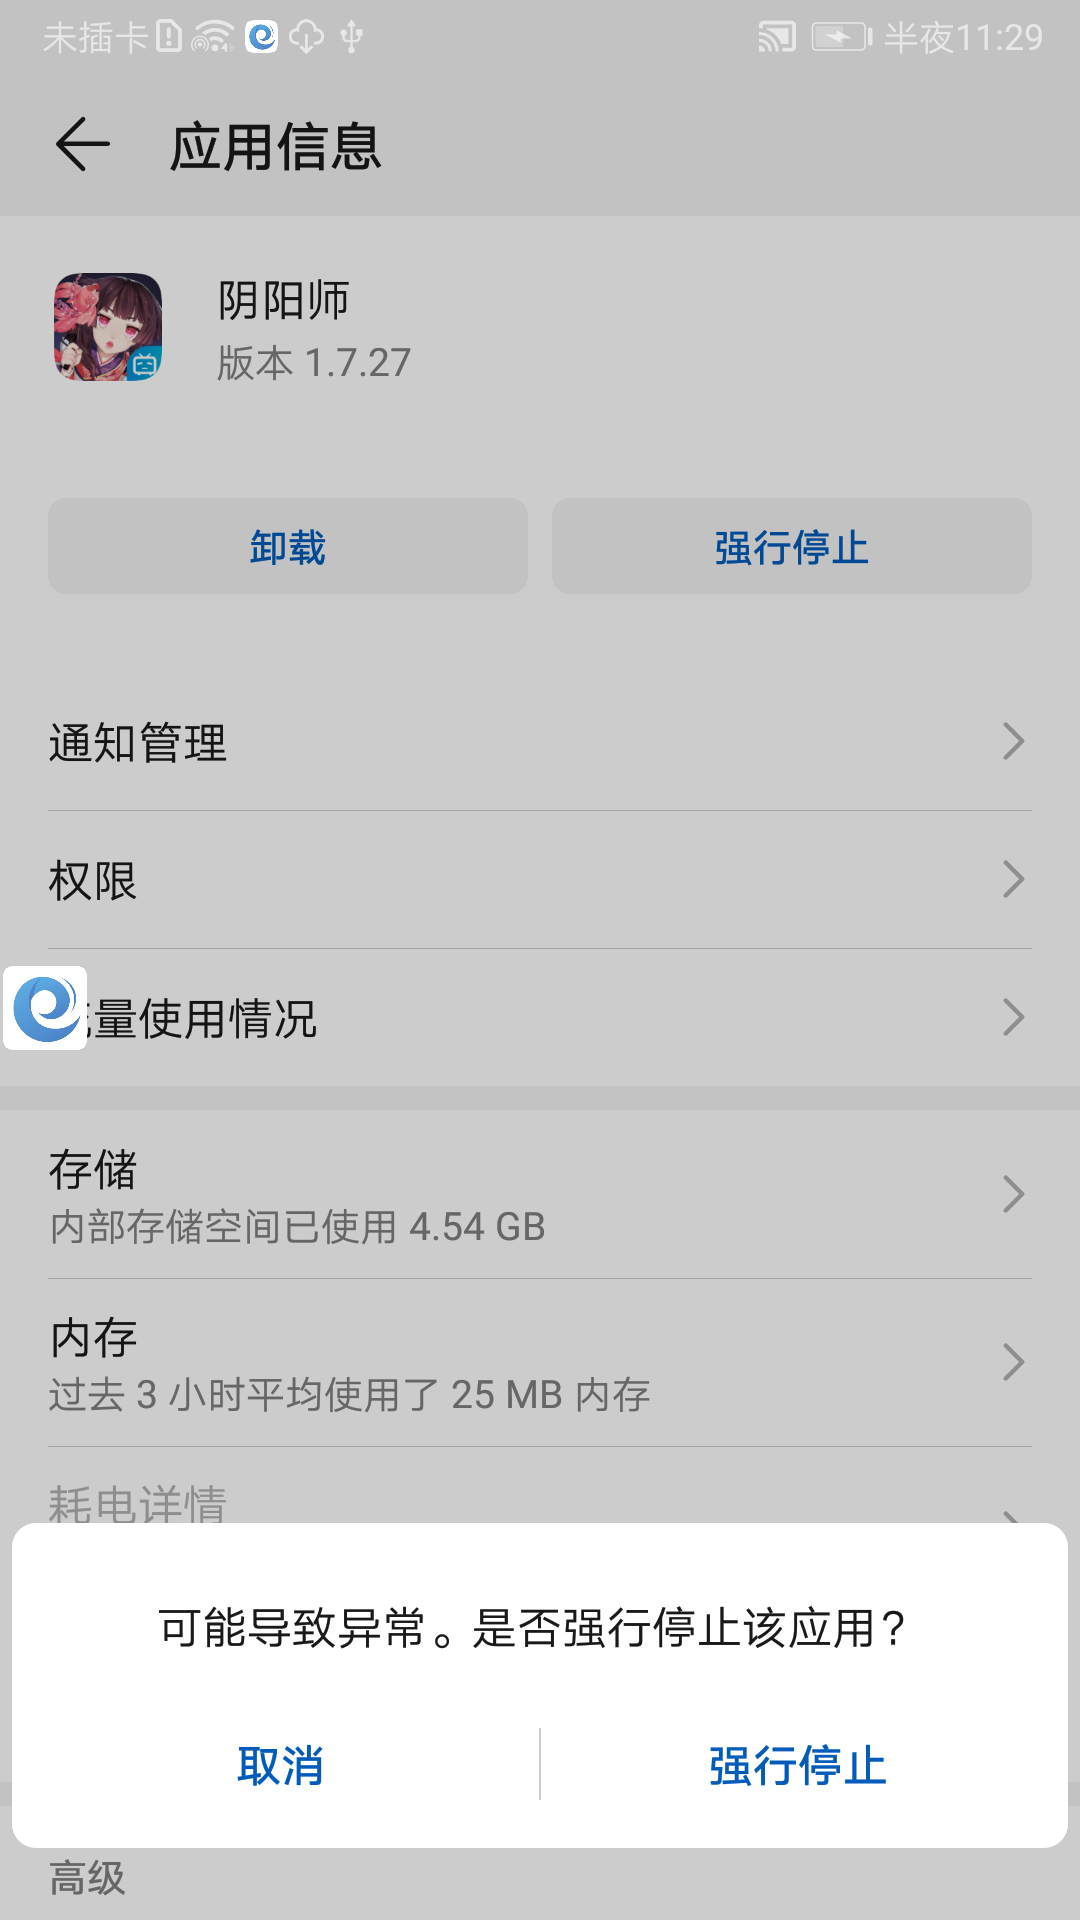 未插卡 半夜11:29
应用信息
阴阳师
版本 1.7.27
卸载 强行停止
通知管理
权限
量使用情况
存储
内部存储空间已使用 4.54 GB
内存
过去 3 小时平均使用了 25 MB 内存
耗电详情
可能导致异常。是否强行停止该应用？
取消 强行停止
高级